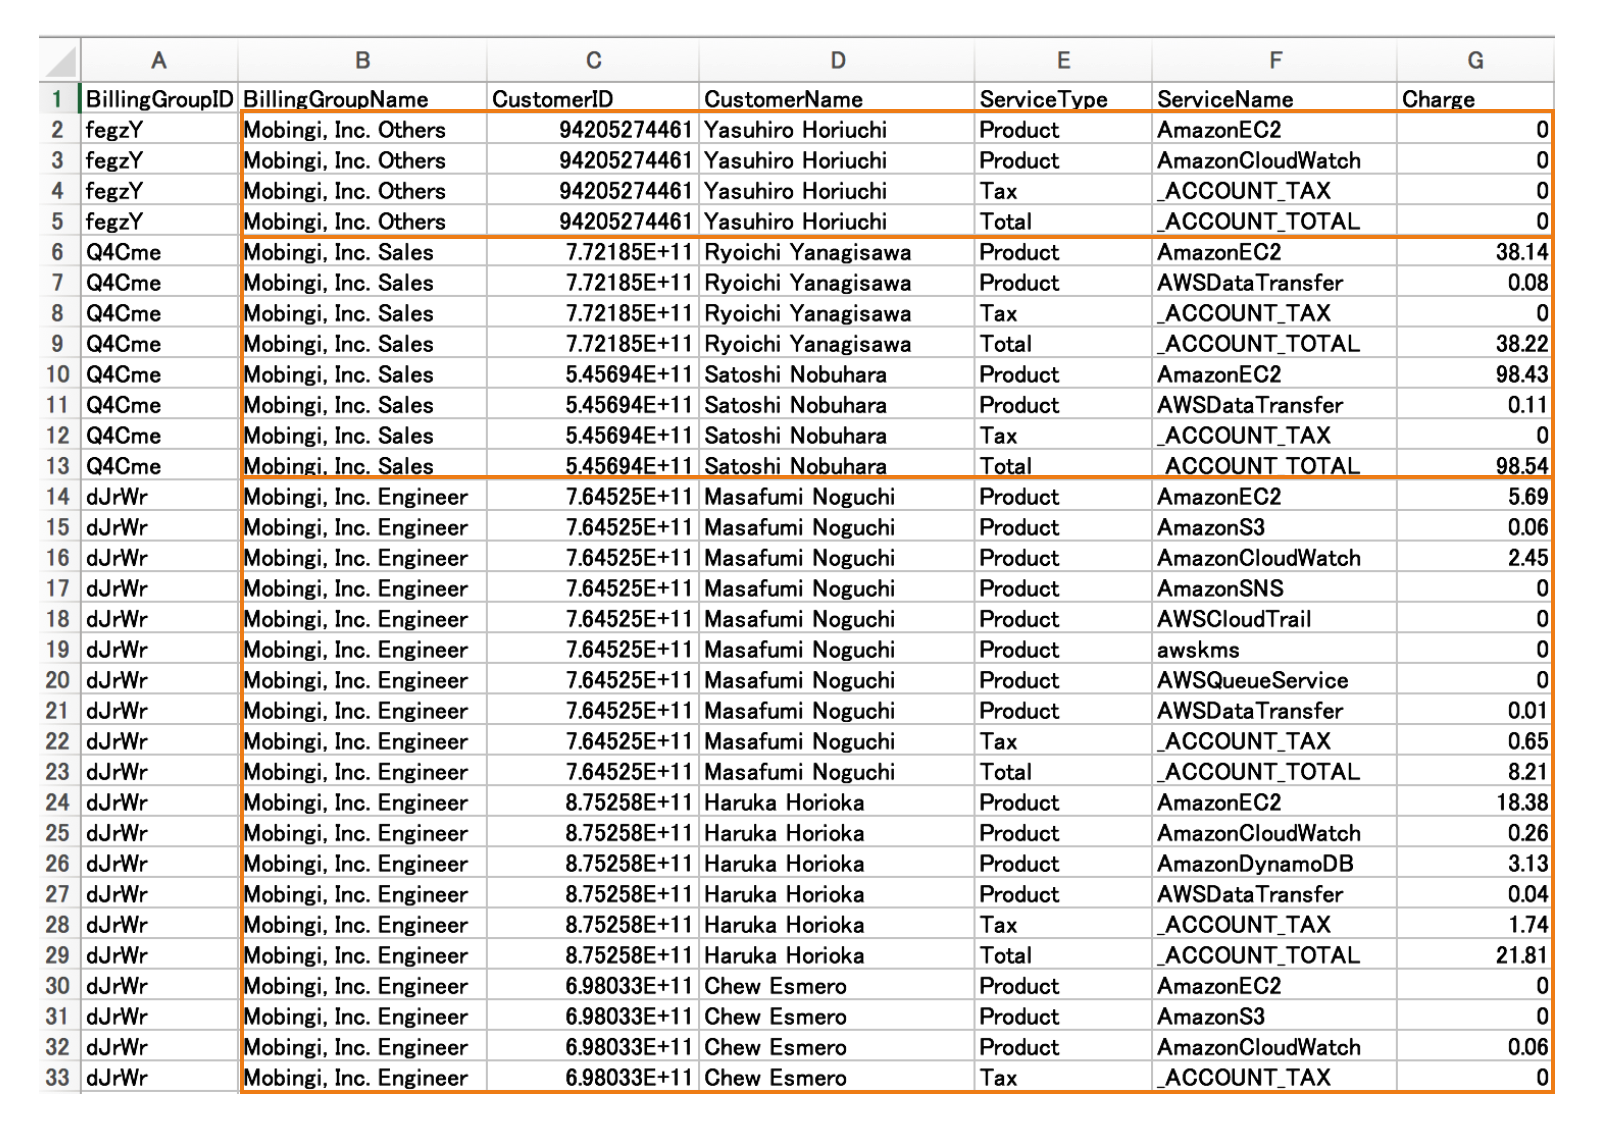 A B C D E F G
1 BillingGroupID BillingGroupName CustomerID CustomerName ServiceType ServiceName Charge
2 fegzY Mobingi, Inc. Others 94205274461 Yasuhiro Horiuchi Product AmazonEC2 0
3 fegzY Mobingi, Inc. Others 94205274461 Yasuhiro Horiuchi Product AmazonCloudWatch 0
4 fegzY Mobingi, Inc. Others 94205274461 Yasuhiro Horiuchi Tax _ACCOUNT_TAX 0
5 fegzY Mobingi, Inc. Others 94205274461 Yasuhiro Horiuchi Total _ACCOUNT_TOTAL 0
6 Q4Cme Mobingi, Inc. Sales 7.72185E+11 Ryoichi Yanagisawa Product AmazonEC2 38.14
7 Q4Cme Mobingi, Inc. Sales 7.72185E+11 Ryoichi Yanagisawa Product AWSDataTransfer 0.08
8 Q4Cme Mobingi, Inc. Sales 7.72185E+11 Ryoichi Yanagisawa Tax _ACCOUNT_TAX 0
9 Q4Cme Mobingi, Inc. Sales 7.72185E+11 Ryoichi Yanagisawa Total _ACCOUNT_TOTAL 38.22
10 Q4Cme Mobingi, Inc. Sales 5.45694E+11 Satoshi Nobuhara Product AmazonEC2 98.43
11 Q4Cme Mobingi, Inc. Sales 5.45694E+11 Satoshi Nobuhara Product AWSDataTransfer 0.11
12 Q4Cme Mobingi, Inc. Sales 5.45694E+11 Satoshi Nobuhara Tax _ACCOUNT_TAX 0
13 Q4Cme Mobingi, Inc. Sales 5.45694E+11 Satoshi Nobuhara Total _ACCOUNT_TOTAL 98.54
14 dJrWr Mobingi, Inc. Engineer 7.64525E+11 Masafumi Noguchi Product AmazonEC2 5.69
15 dJrWr Mobingi, Inc. Engineer 7.64525E+11 Masafumi Noguchi Product AmazonS3 0.06
16 dJrWr Mobingi, Inc. Engineer 7.64525E+11 Masafumi Noguchi Product AmazonCloudWatch 2.45
17 dJrWr Mobingi, Inc. Engineer 7.64525E+11 Masafumi Noguchi Product AmazonSNS 0
18 dJrWr Mobingi, Inc. Engineer 7.64525E+11 Masafumi Noguchi Product AWSCloudTrail 0
19 dJrWr Mobingi, Inc. Engineer 7.64525E+11 Masafumi Noguchi Product awskms 0
20 dJrWr Mobingi, Inc. Engineer 7.64525E+11 Masafumi Noguchi Product AWSQueueService 0
21 dJrWr Mobingi, Inc. Engineer 7.64525E+11 Masafumi Noguchi Product AWSDataTransfer 0.01
22 dJrWr Mobingi, Inc. Engineer 7.64525E+11 Masafumi Noguchi Tax _ACCOUNT_TAX 0.65
23 dJrWr Mobingi, Inc. Engineer 7.64525E+11 Masafumi Noguchi Total _ACCOUNT_TOTAL 8.21
24 dJrWr Mobingi, Inc. Engineer 8.75258E+11 Haruka Horioka Product AmazonEC2 18.38
25 dJrWr Mobingi, Inc. Engineer 8.75258E+11 Haruka Horioka Product AmazonCloudWatch 0.26
26 dJrWr Mobingi, Inc. Engineer 8.75258E+11 Haruka Horioka Product AmazonDynamoDB 3.13
27 dJrWr Mobingi, Inc. Engineer 8.75258E+11 Haruka Horioka Product AWSDataTransfer 0.04
28 dJrWr Mobingi, Inc. Engineer 8.75258E+11 Haruka Horioka Tax _ACCOUNT_TAX 1.74
29 dJrWr Mobingi, Inc. Engineer 8.75258E+11 Haruka Horioka Total _ACCOUNT_TOTAL 21.81
30 dJrWr Mobingi, Inc. Engineer 6.98033E+11 Chew Esmero Product AmazonEC2 0
31 dJrWr Mobingi, Inc. Engineer 6.98033E+11 Chew Esmero Product AmazonS3 0
32 dJrWr Mobingi, Inc. Engineer 6.98033E+11 Chew Esmero Product AmazonCloudWatch 0.06
33 dJrWr Mobingi, Inc. Engineer 6.98033E+11 Chew Esmero Tax _ACCOUNT_TAX 0